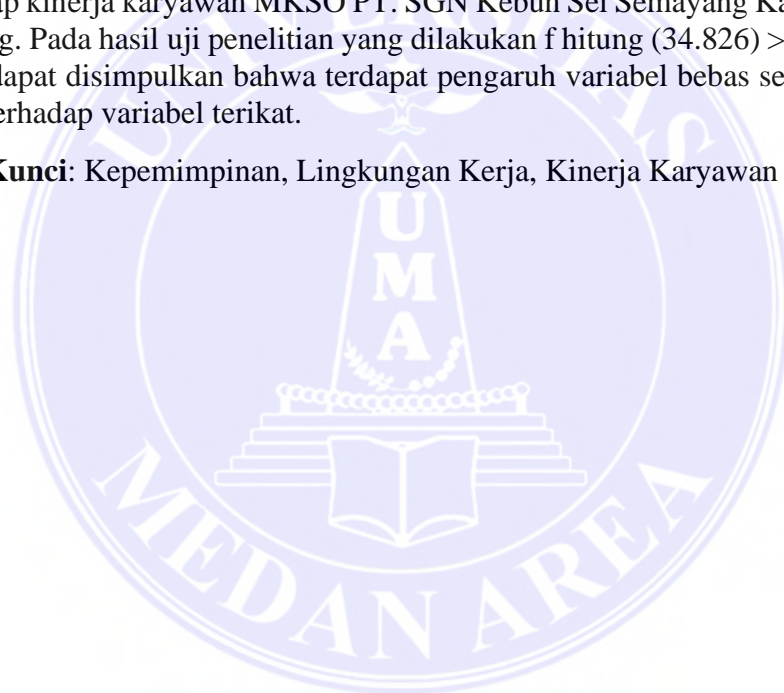 ap kinerja karyawan MKSO PT. SGN Kebun Sei Semayang Ka
g. Pada hasil uji penelitian yang dilakukan f hitung (34.826) >
dapat disimpulkan bahwa terdapat pengaruh variabel bebas se
erhadap variabel terikat.
Kunci: Kepemimpinan, Lingkungan Kerja, Kinerja Karyawan
UNIVERSITAS
U
M
A
MEDAN AREA